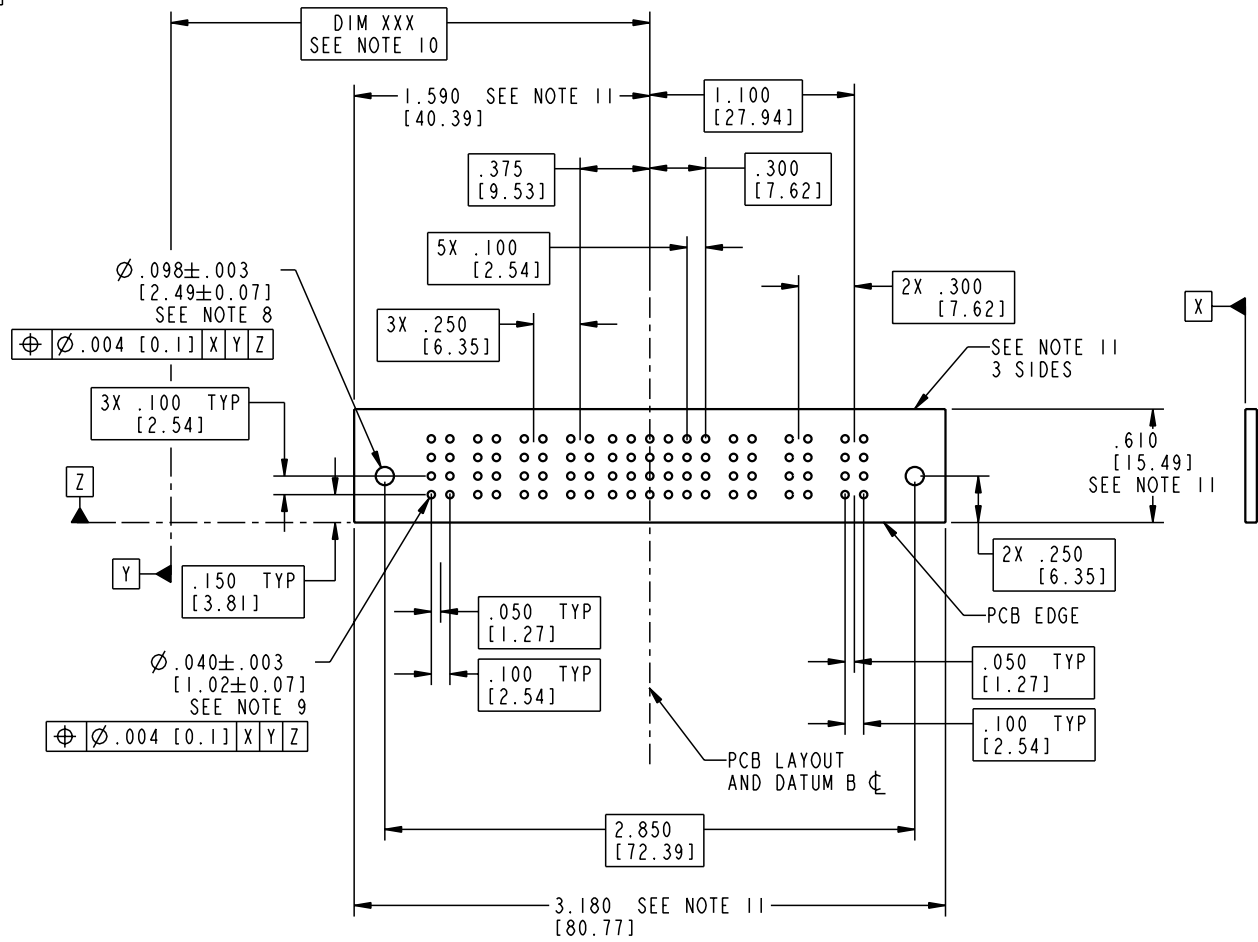 DIM XXX
SEE NOTE 10
1.590 SEE NOTE 11
[40.39]
1.100
[27.94]
.375
[9.53]
.300
[7.62]
5X .100
[2.54]
2X .300
[7.62]
Ø.098±.003
[2.49±0.07]
SEE NOTE 8
⌖ Ø.004 [0.1] X Y Z
3X .250
[6.35]
X
SEE NOTE 11
3 SIDES
3X .100 TYP
[2.54]
.610
[15.49]
SEE NOTE 11
Z
Y
.150 TYP
[3.81]
2X .250
[6.35]
.050 TYP
[1.27]
PCB EDGE
Ø.040±.003
[1.02±0.07]
SEE NOTE 9
⌖ Ø.004 [0.1] X Y Z
.100 TYP
[2.54]
.050 TYP
[1.27]
.100 TYP
[2.54]
PCB LAYOUT
AND DATUM B ℄
2.850
[72.39]
3.180 SEE NOTE 11
[80.77]